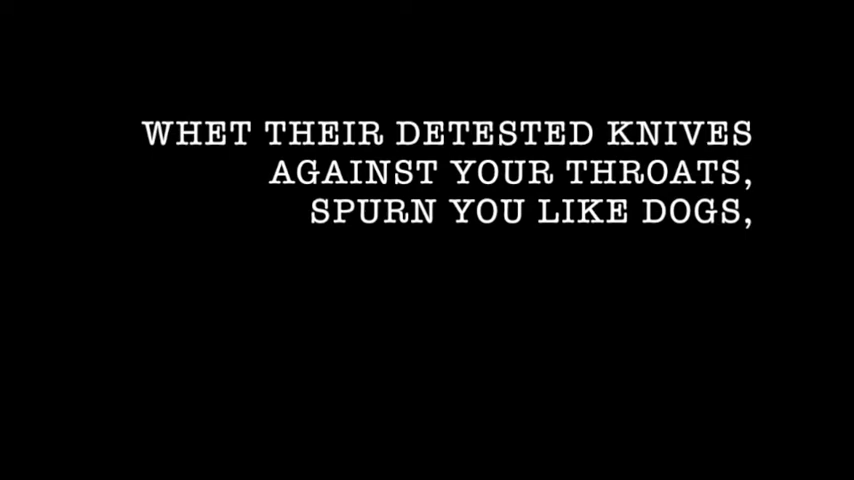 WHET THEIR DETESTED KNIVES
AGAINST YOUR THROATS,
SPURN YOU LIKE DOGS,